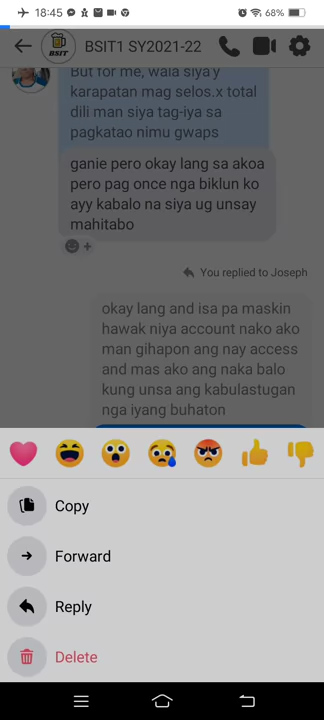 18:45
68%
BSIT1 SY2021-22
BSIT
But for me, wala siya'y
karapatan mag selos.x total
dili man siya tag-iya sa
pagkatao nimu gwaps
ganie pero okay lang sa akoa
pero pag once nga biklun ko
ayy kabalo na siya ug unsay
mahitabo
You replied to Joseph
okay lang and isa pa maskin
hawak niya account nako ako
man gihapon ang nay access
and mas ako ang naka balo
kung unsa ang kabulastugan
nga iyang buhaton
Copy
Forward
Reply
Delete